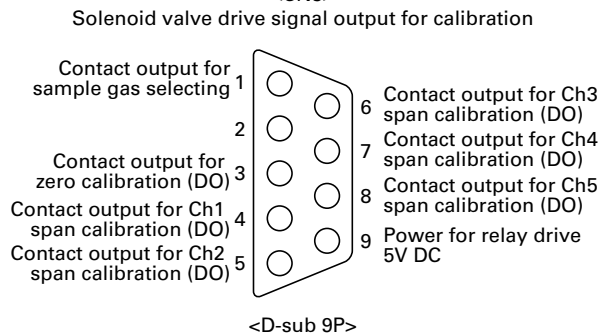 Solenoid valve drive signal output for calibration
Contact output for
sample gas selecting
1
2
Contact output for
zero calibration (DO)
3
Contact output for Ch1
span calibration (DO)
4
Contact output for Ch2
span calibration (DO)
5
6
Contact output for Ch3
span calibration (DO)
7
Contact output for Ch4
span calibration (DO)
8
Contact output for Ch5
span calibration (DO)
9
Power for relay drive
5V DC
<D-sub 9P>